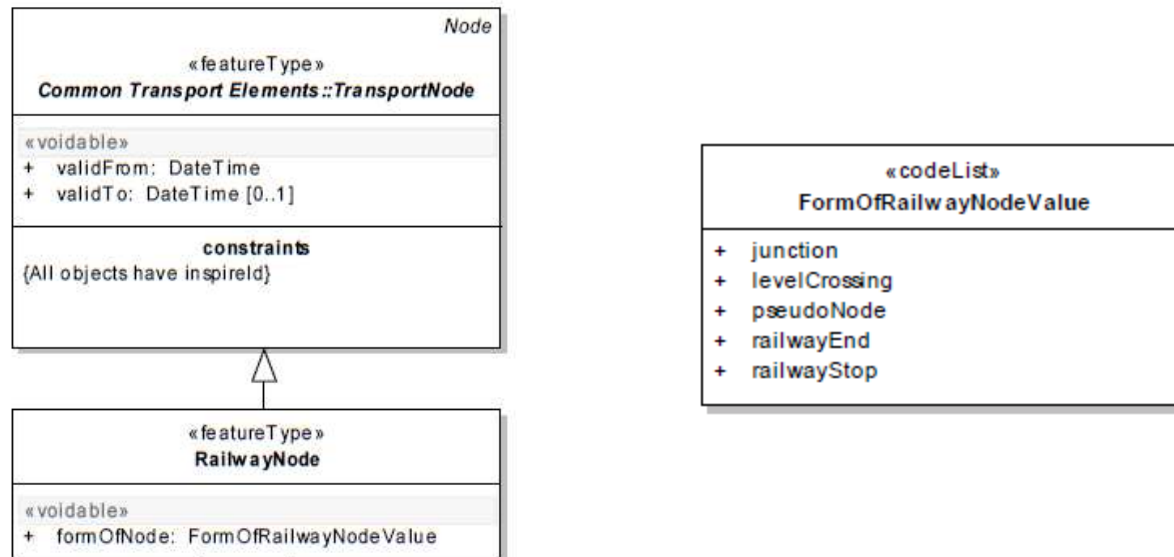 Node
«featureType»
Common Transport Elements::TransportNode
«voidable»
+ validFrom: DateTime
+ validTo: DateTime [0..1]
constraints
{All objects have inspireId}
«featureType»
RailwayNode
«voidable»
+ formOfNode: FormOfRailwayNodeValue
«codeList»
FormOfRailwayNodeValue
+ junction
+ levelCrossing
+ pseudoNode
+ railwayEnd
+ railwayStop